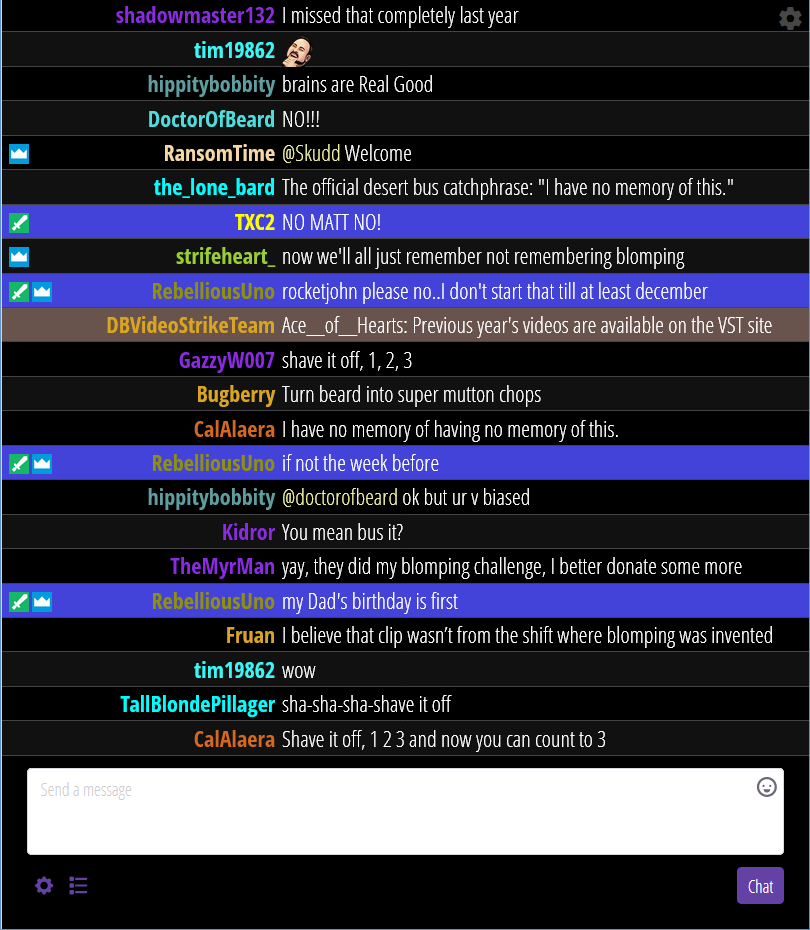 shadowmaster132 I missed that completely last year
tim19862
hippitybobbity brains are Real Good
DoctorOfBeard NO!!!
RansomTime @Skudd Welcome
the_lone_bard The official desert bus catchphrase: "I have no memory of this."
TXC2 NO MATT NO!
strifeheart_ now we'll all just remember not remembering blomping
RebelliousUno rocketjohn please no..I don't start that till at least december
DBVideoStrikeTeam Ace__of__Hearts: Previous year's videos are available on the VST site
GazzyW007 shave it off, 1, 2, 3
Bugberry Turn beard into super mutton chops
CalAlaera I have no memory of having no memory of this.
RebelliousUno if not the week before
hippitybobbity @doctorofbeard ok but ur v biased
Kidror You mean bus it?
TheMyrMan yay, they did my blomping challenge, I better donate some more
RebelliousUno my Dad's birthday is first
Fruan I believe that clip wasn’t from the shift where blomping was invented
tim19862 wow
TallBlondePillager sha-sha-sha-shave it off
CalAlaera Shave it off, 1 2 3 and now you can count to 3
Send a message
Chat